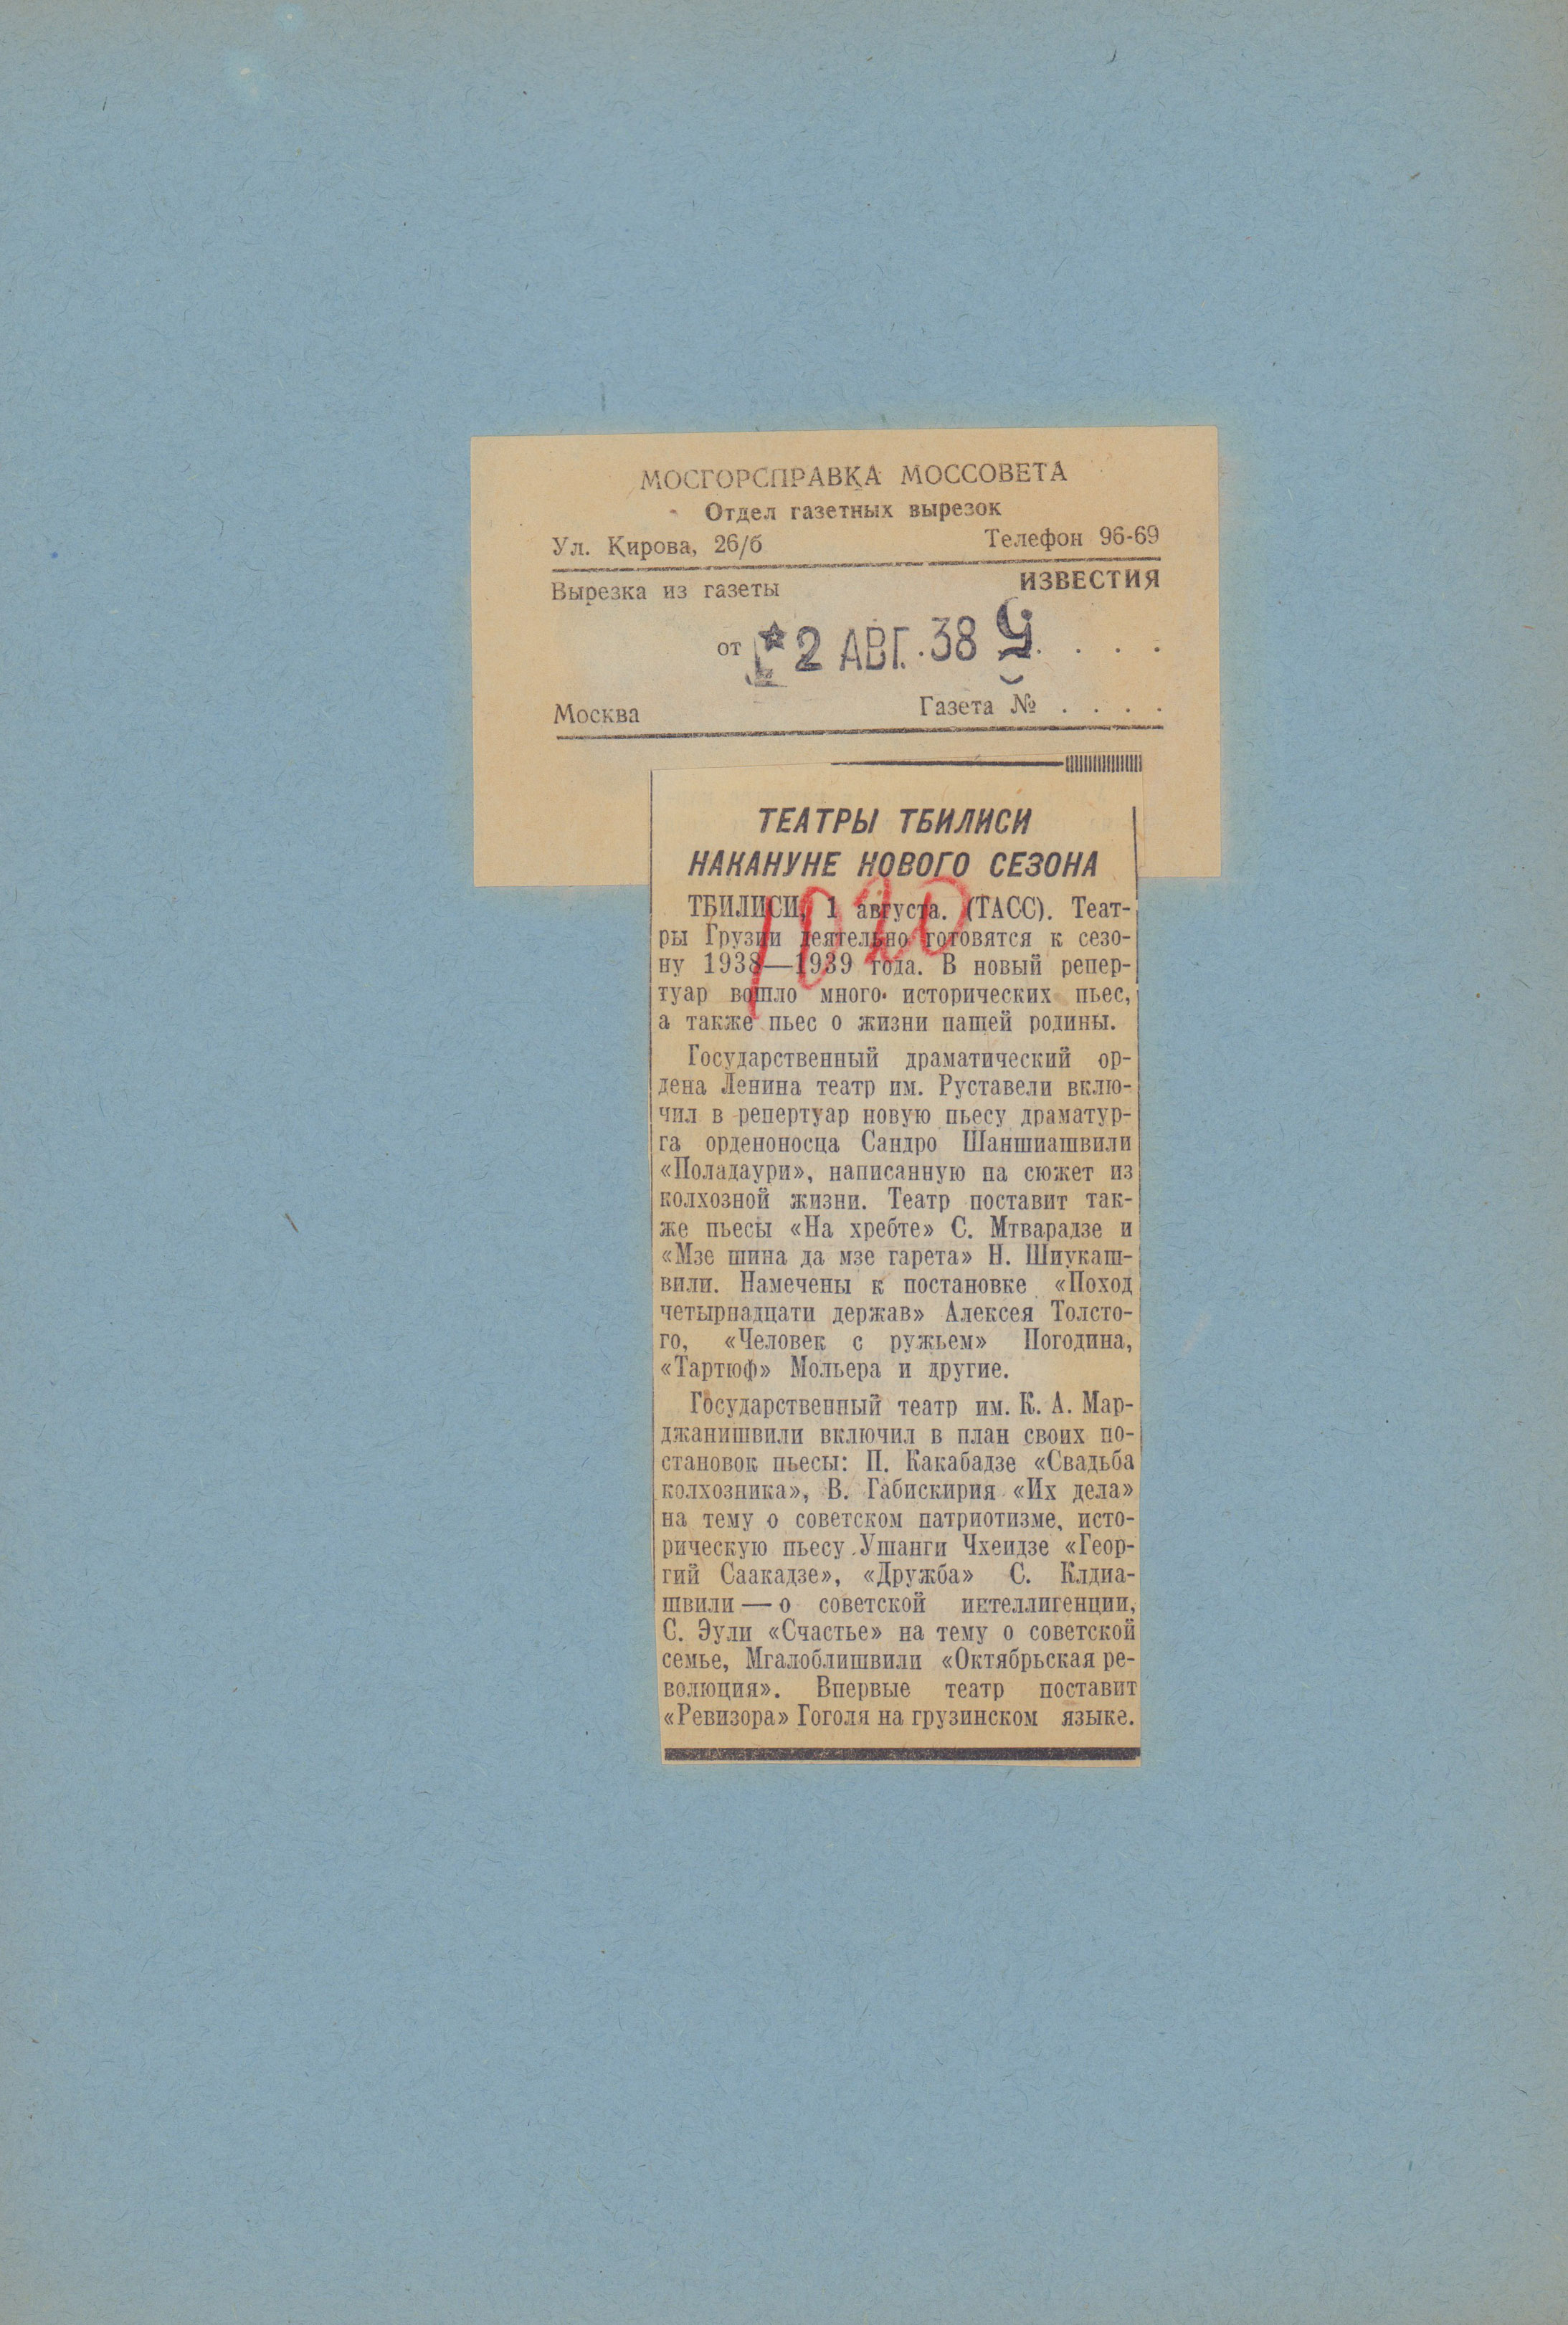 МОСГОРСПРАВКА МОССОВЕТА
Отдел газетных вырезок
Ул. Кирова, 26/б Телефон 96-69
Вырезка из газеты ИЗВЕСТИЯ
от 2 АВГ. 38 . . . .
Москва Газета № . . . .
ТЕАТРЫ ТБИЛИСИ
НАКАНУНЕ НОВОГО СЕЗОНА
ТБИЛИСИ, 1 августа. (ТАСС). Теат-
ры Грузии деятельно готовятся к сезо-
ну 1938—1939 года. В новый репер-
туар вошло много исторических пьес,
а также пьес о жизни нашей родины.
Государственный драматический ор-
дена Ленина театр им. Руставели вклю-
чил в репертуар новую пьесу драматур-
га орденоносца Сандро Шаншиашвили
«Поладаури», написанную на сюжет из
колхозной жизни. Театр поставит так-
же пьесы «На хребте» С. Мтварадзе и
«Мзе шина да мзе гарета» Н. Шиукаш-
вили. Намечены к постановке «Поход
четырнадцати держав» Алексея Толсто-
го, «Человек с ружьем» Погодина,
«Тартюф» Мольера и другие.
Государственный театр им. К. А. Мар-
джанишвили включил в план своих по-
становок пьесы: П. Какабадзе «Свадьба
колхозника», В. Габискирия «Их дела»
на тему о советском патриотизме, исто-
рическую пьесу Ушанги Чхеидзе «Геор-
гий Саакадзе», «Дружба» С. Клдиа-
швили — о советской интеллигенции,
С. Эули «Счастье» на тему о советской
семье, Мгалоблишвили «Октябрьская ре-
волюция». Впервые театр поставит
«Ревизора» Гоголя на грузинском языке.